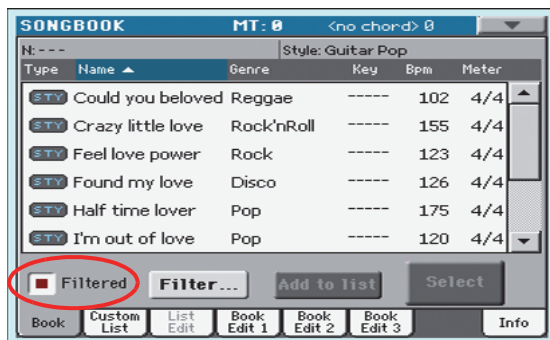 SONGBOOK MT: 0 <no chord> 0
N: --- Style: Guitar Pop
Type Name Genre Key Bpm Meter
STY Could you beloved Reggae ----- 102 4/4
STY Crazy little love Rock'nRoll ----- 155 4/4
STY Feel love power Rock ----- 123 4/4
STY Found my love Disco ----- 126 4/4
STY Half time lover Pop ----- 175 4/4
STY I'm out of love Pop ----- 120 4/4
Filtered Filter... Add to list Select
Book Custom List List Edit Book Edit 1 Book Edit 2 Book Edit 3 Info